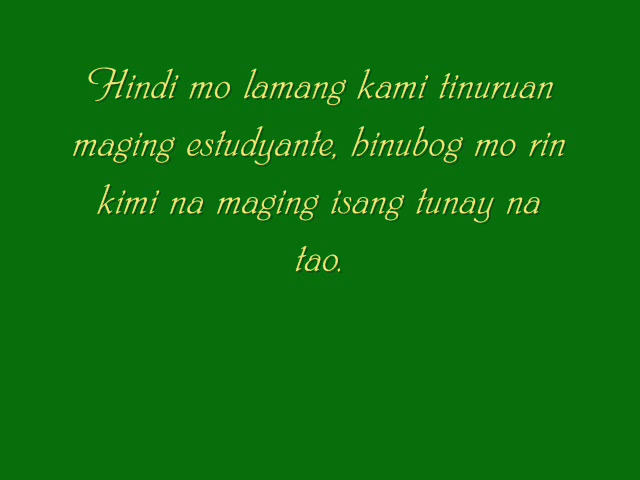 Hindi mo lamang kami tinuruan
maging estudyante, hinubog mo rin
kimi na maging isang tunay na
tao.